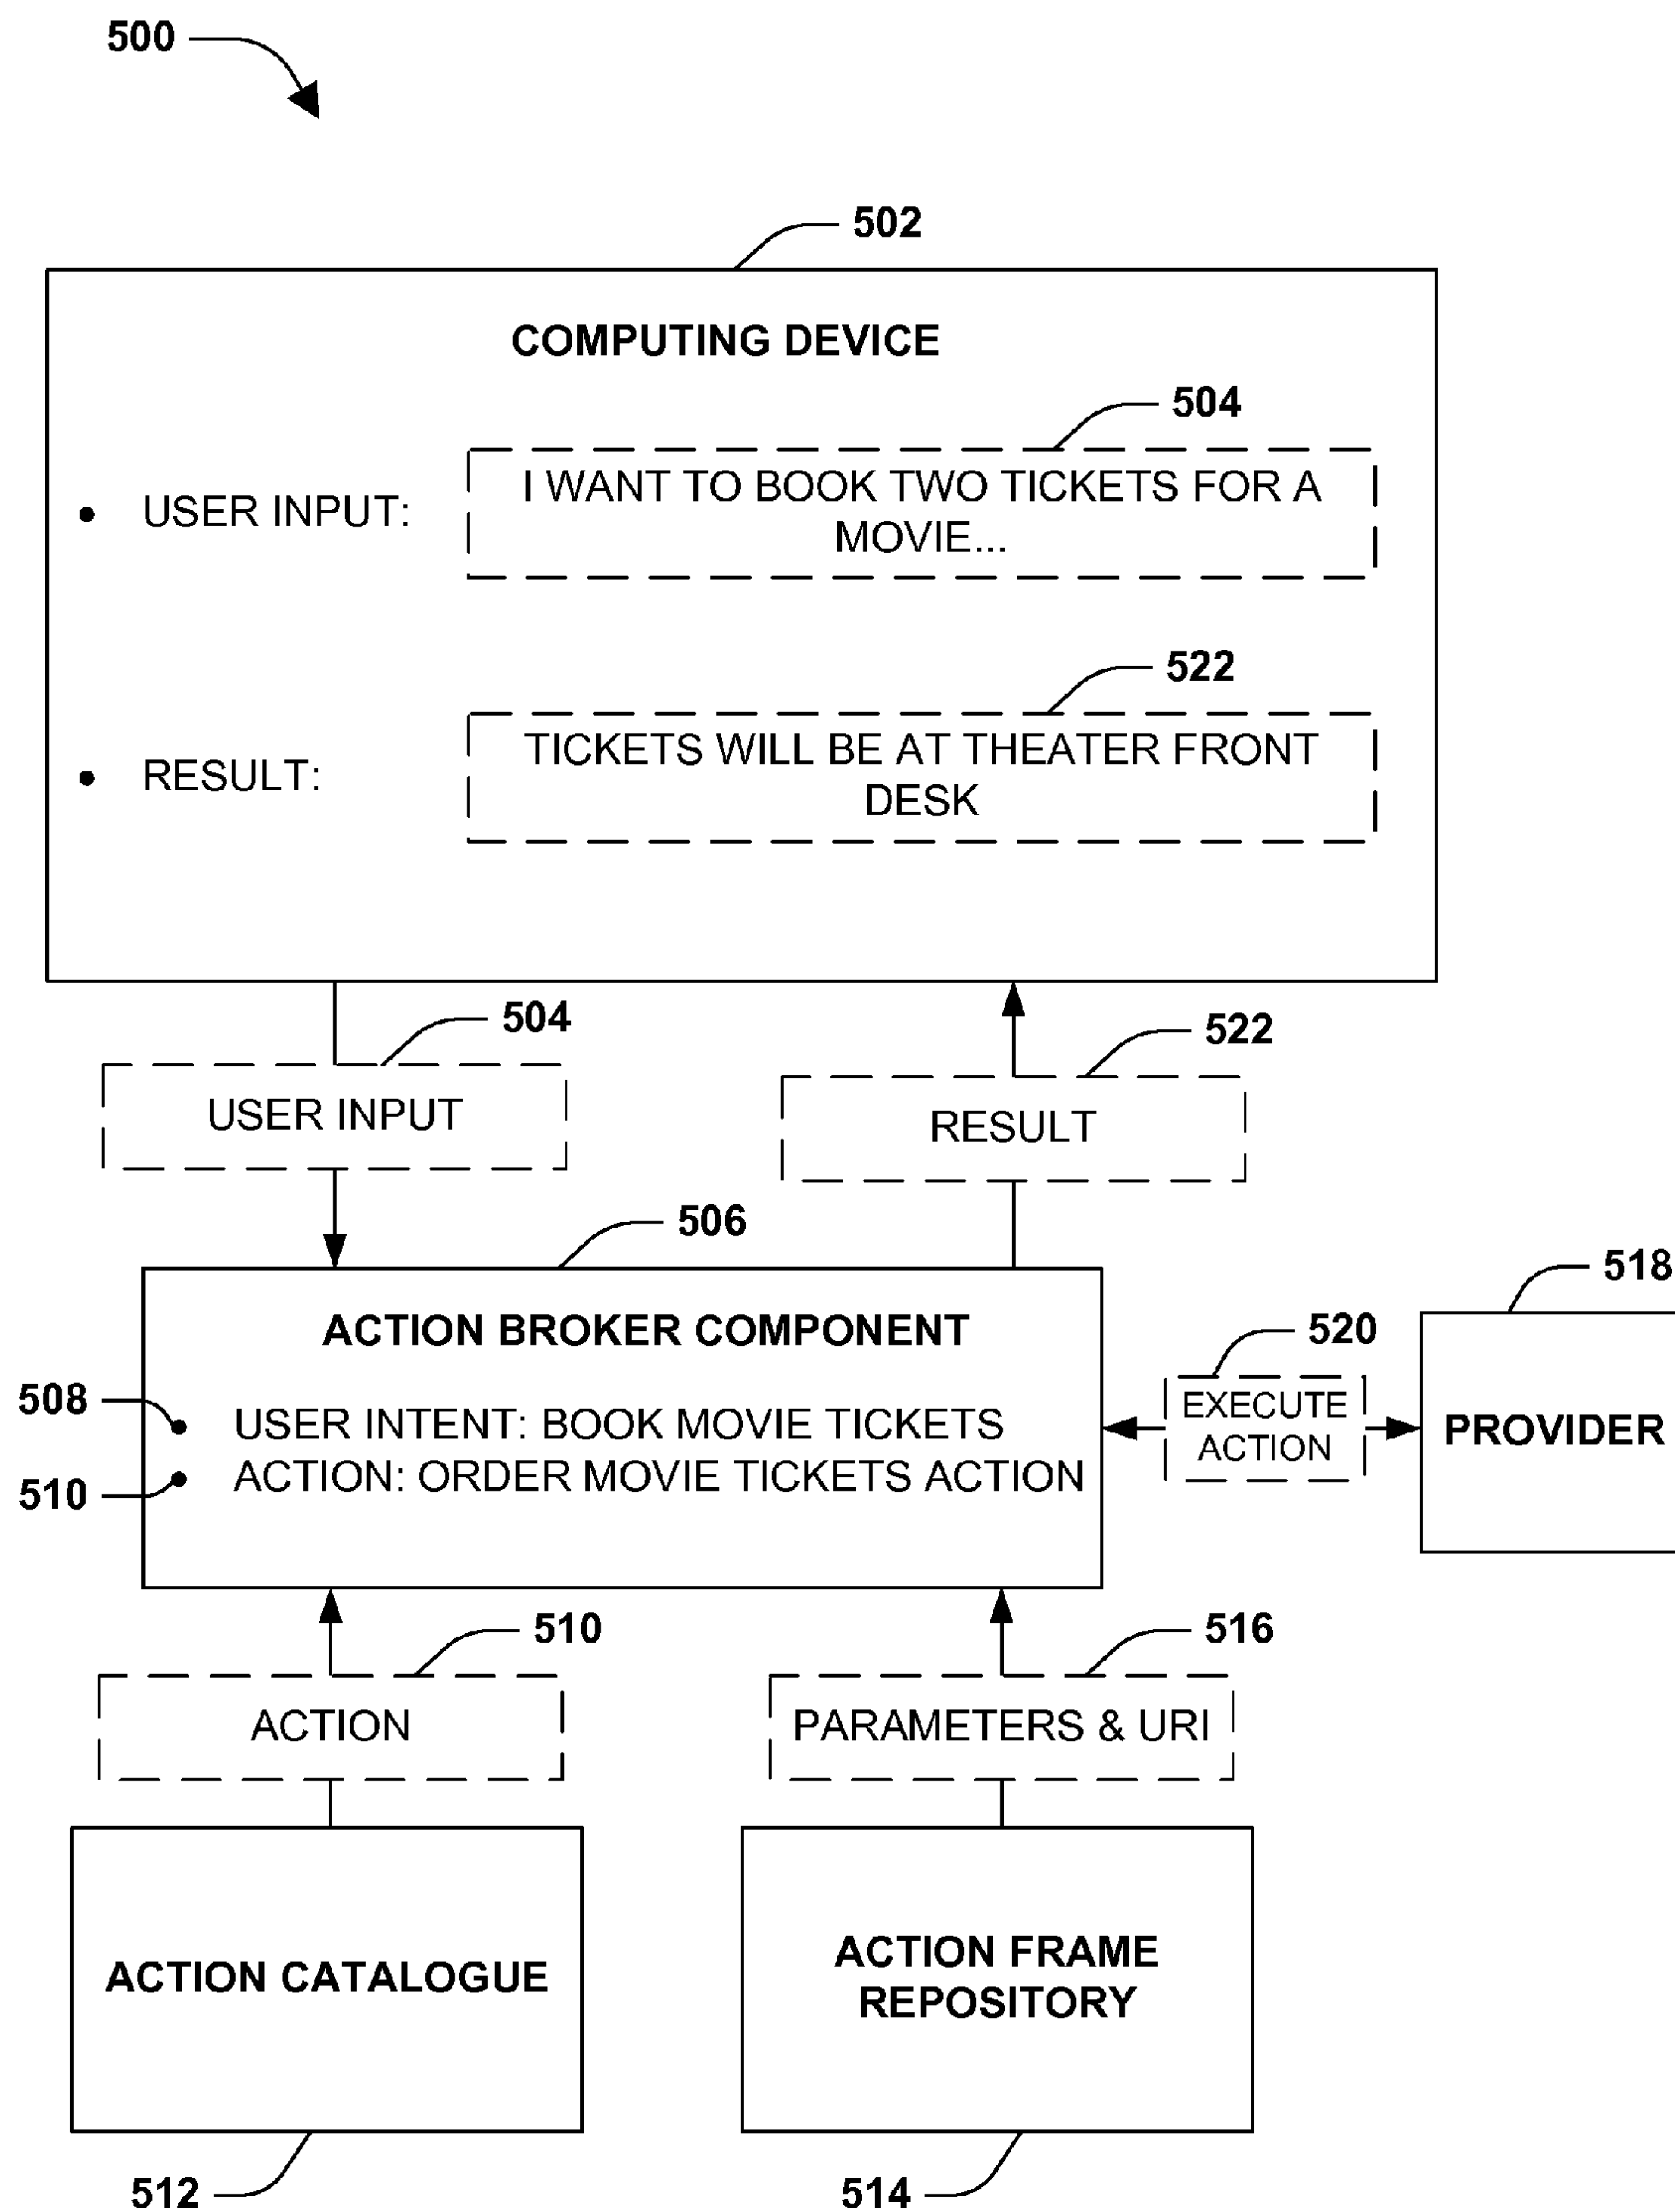 500
502
COMPUTING DEVICE
504
• USER INPUT:
I WANT TO BOOK TWO TICKETS FOR A
MOVIE...
522
• RESULT:
TICKETS WILL BE AT THEATER FRONT
DESK
504
USER INPUT
522
RESULT
506
518
ACTION BROKER COMPONENT
520
508
USER INTENT: BOOK MOVIE TICKETS
EXECUTE
ACTION
PROVIDER
510
ACTION: ORDER MOVIE TICKETS ACTION
510
ACTION
516
PARAMETERS & URI
ACTION CATALOGUE
ACTION FRAME
REPOSITORY
512
514